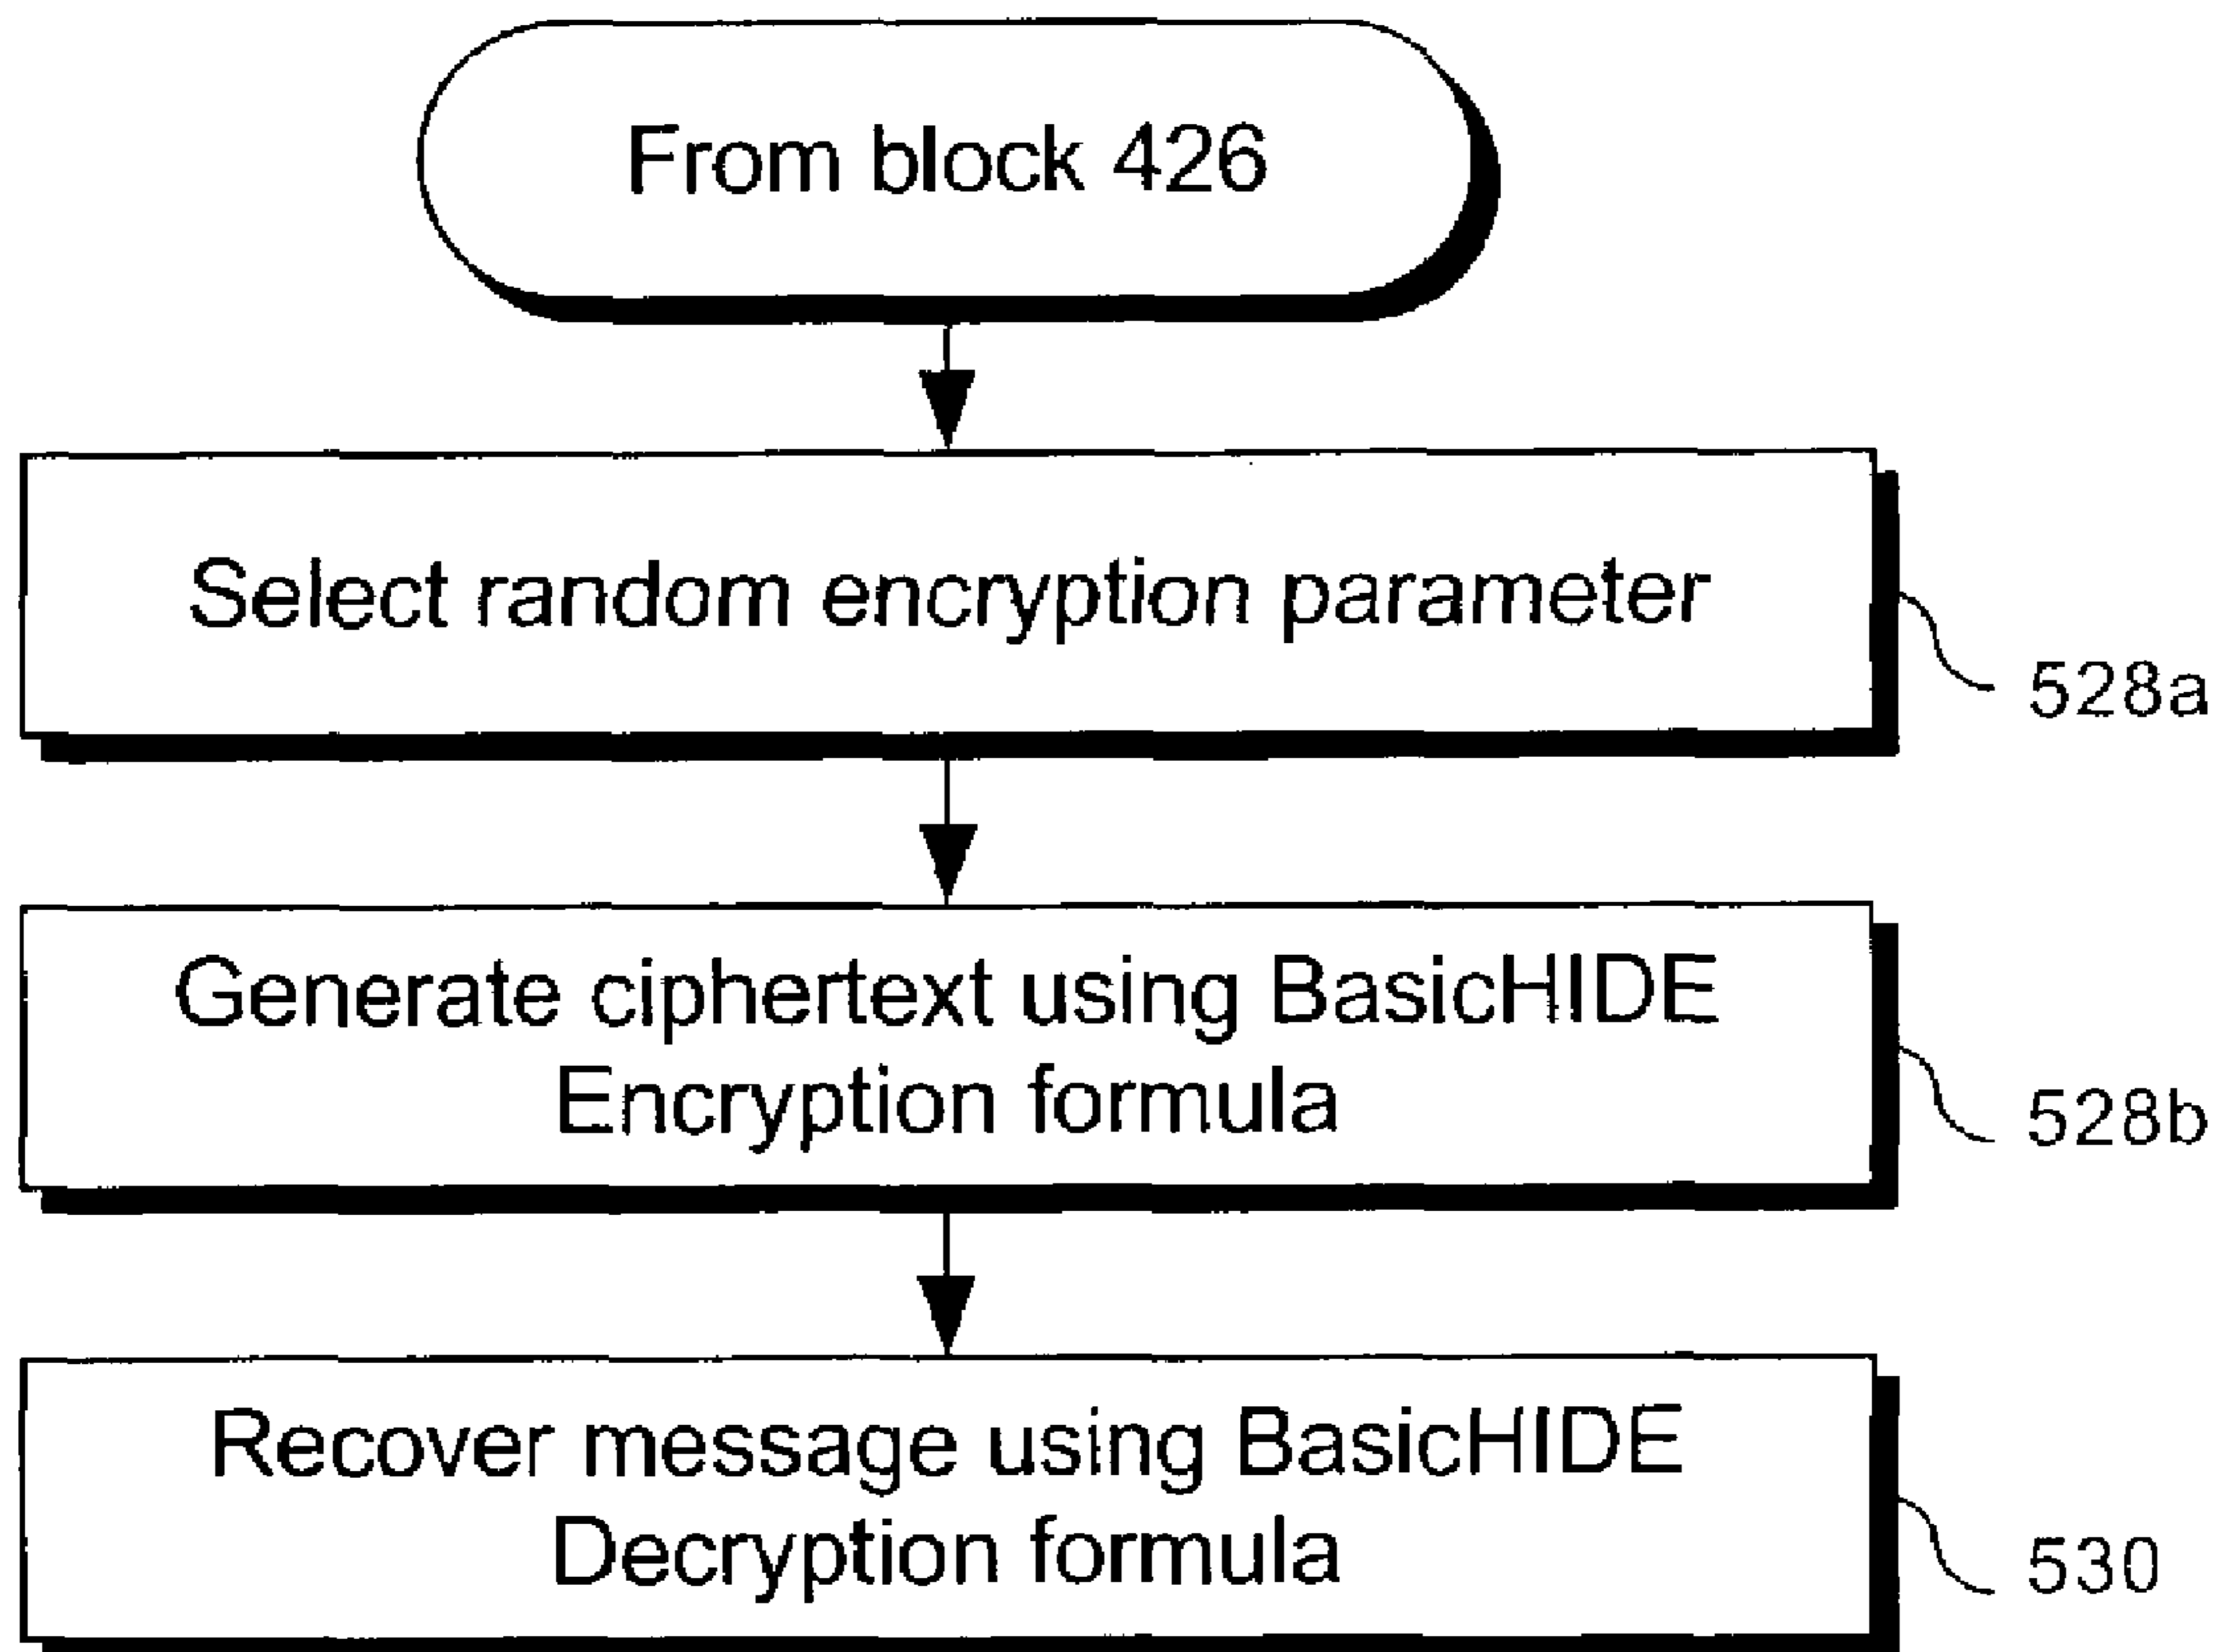 From block 426
Select random encryption parameter
528a
Generate ciphertext using BasicHIDE
Encryption formula
528b
Recover message using BasicHIDE
Decryption formula
530